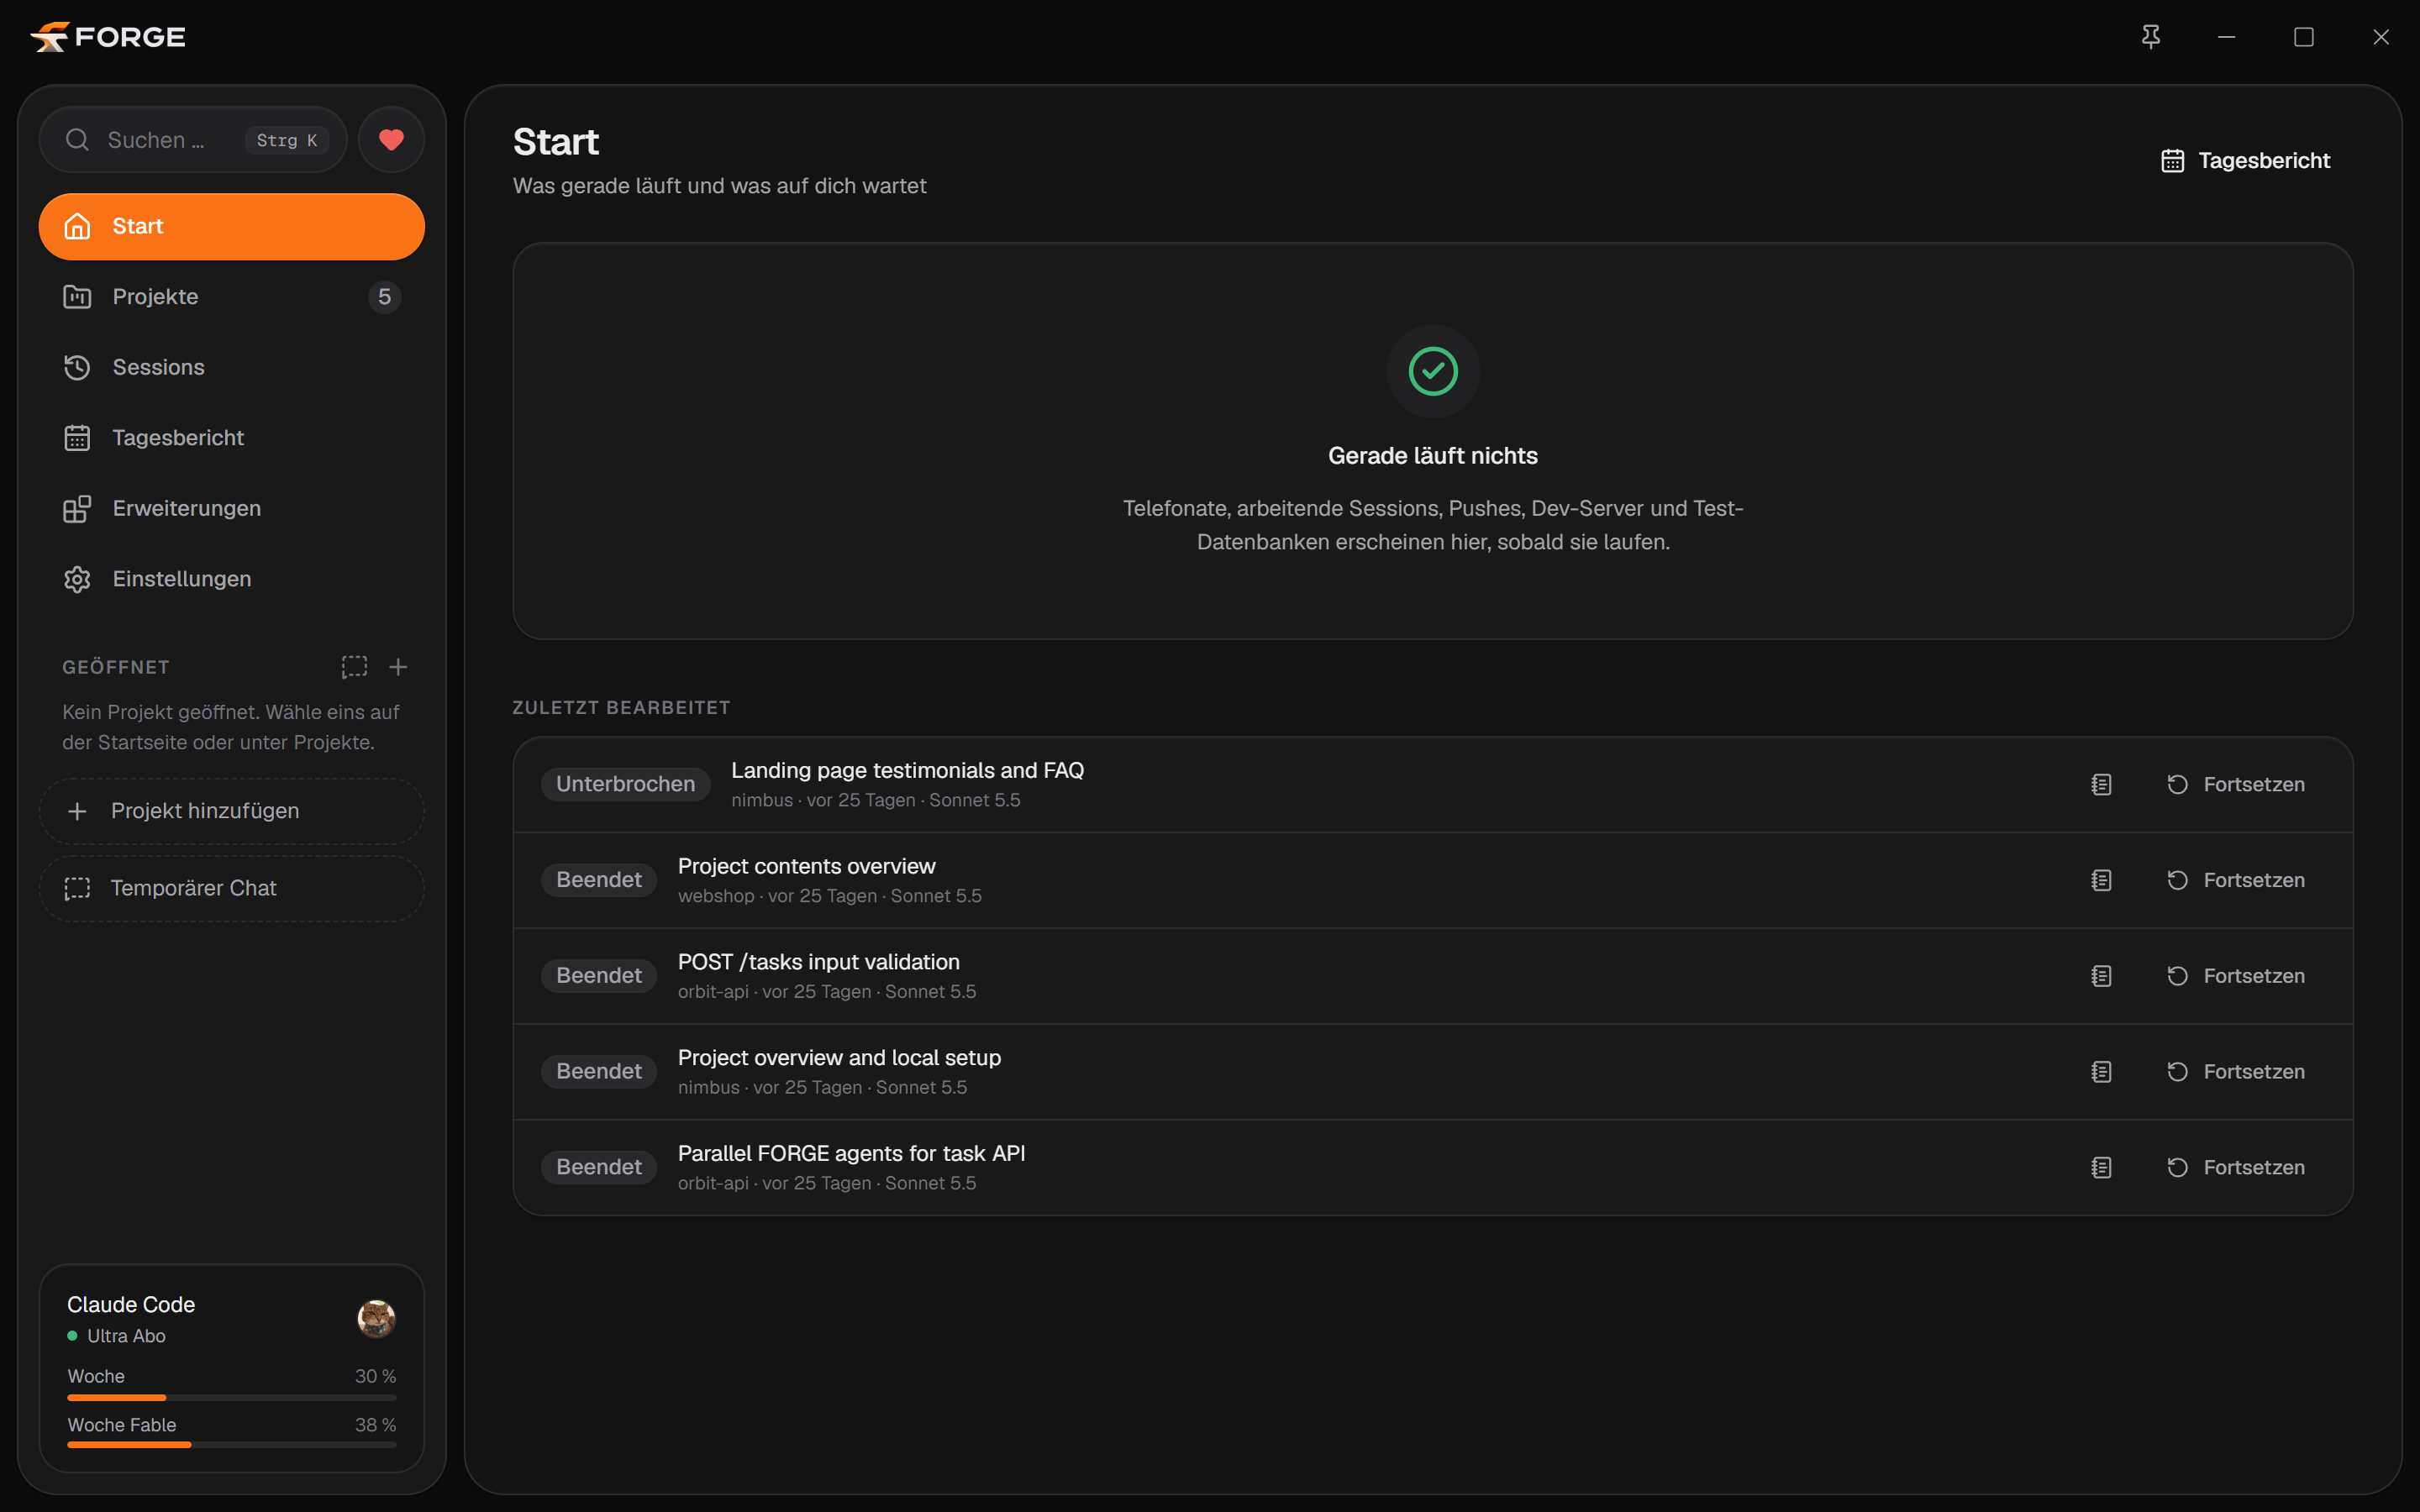 FORGE
Suchen ...
Strg K
Start
Projekte
5
Sessions
Tagesbericht
Erweiterungen
Einstellungen
GEÖFFNET
Kein Projekt geöffnet. Wähle eins auf
der Startseite oder unter Projekte.
Projekt hinzufügen
Temporärer Chat
Claude Code
Ultra Abo
Woche 30 %
Woche Fable 38 %
Start
Was gerade läuft und was auf dich wartet
Tagesbericht
Gerade läuft nichts
Telefonate, arbeitende Sessions, Pushes, Dev-Server und Test-
Datenbanken erscheinen hier, sobald sie laufen.
ZULETZT BEARBEITET
Unterbrochen
Landing page testimonials and FAQ
nimbus · vor 25 Tagen · Sonnet 5.5
Fortsetzen
Beendet
Project contents overview
webshop · vor 25 Tagen · Sonnet 5.5
Fortsetzen
Beendet
POST /tasks input validation
orbit-api · vor 25 Tagen · Sonnet 5.5
Fortsetzen
Beendet
Project overview and local setup
nimbus · vor 25 Tagen · Sonnet 5.5
Fortsetzen
Beendet
Parallel FORGE agents for task API
orbit-api · vor 25 Tagen · Sonnet 5.5
Fortsetzen